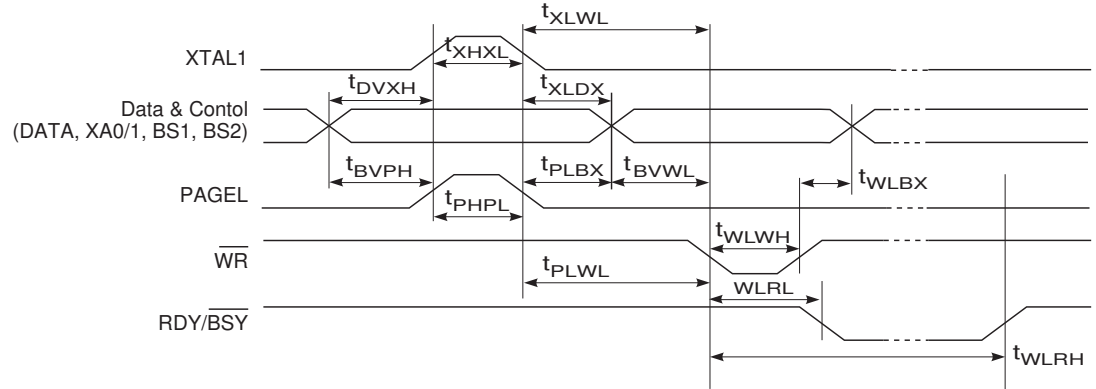 tXLWL
XTAL1
tXHXL
tDVXH
tXLDX
Data & Contol
(DATA, XA0/1, BS1, BS2)
tBVPH
tPLBX
tBVWL
tWLBX
PAGEL
tPHPL
tWLWH
WR
tPLWL
WLRL
RDY/BSY
tWLRH